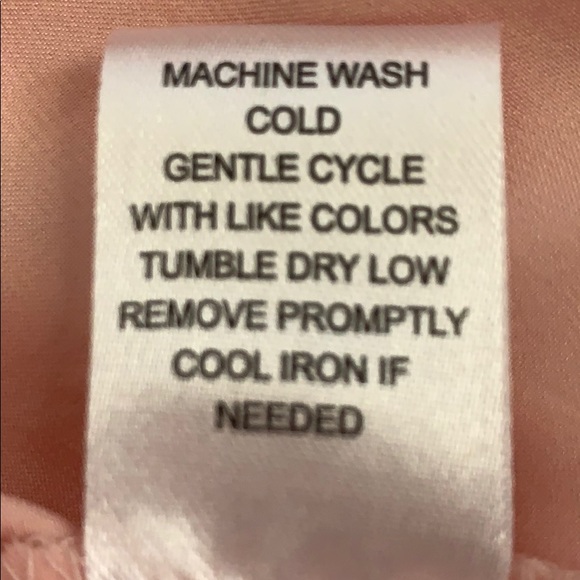 MACHINE WASH
COLD
GENTLE CYCLE
WITH LIKE COLORS
TUMBLE DRY LOW
REMOVE PROMPTLY
COOL IRON IF
NEEDED